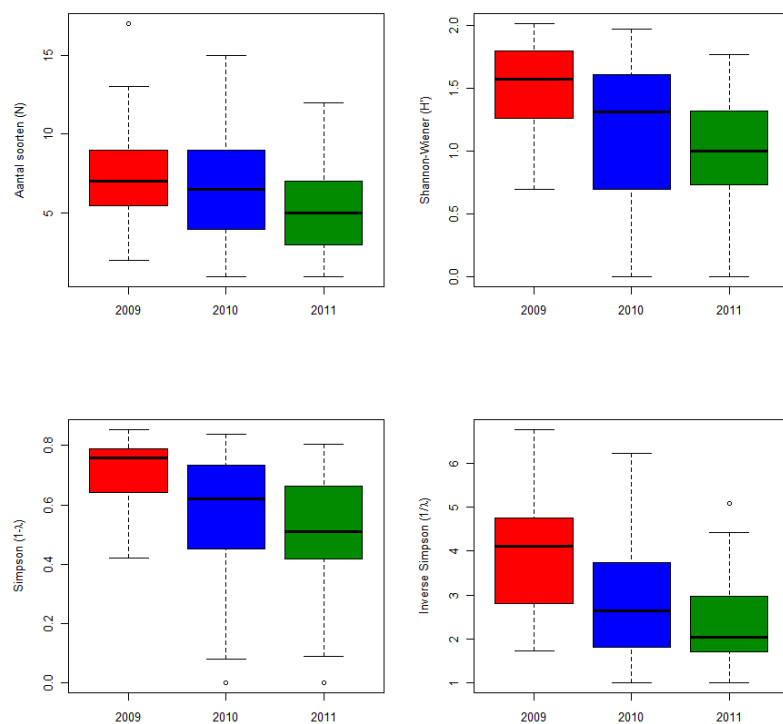 Aantal soorten (N)
15
10
5
2009 2010 2011
Shannon-Wiener (H')
2.0
1.5
1.0
0.5
0.0
2009 2010 2011
Simpson (1-λ)
0.8
0.6
0.4
0.2
0.0
2009 2010 2011
Inverse Simpson (1/λ)
6
5
4
3
2
1
2009 2010 2011